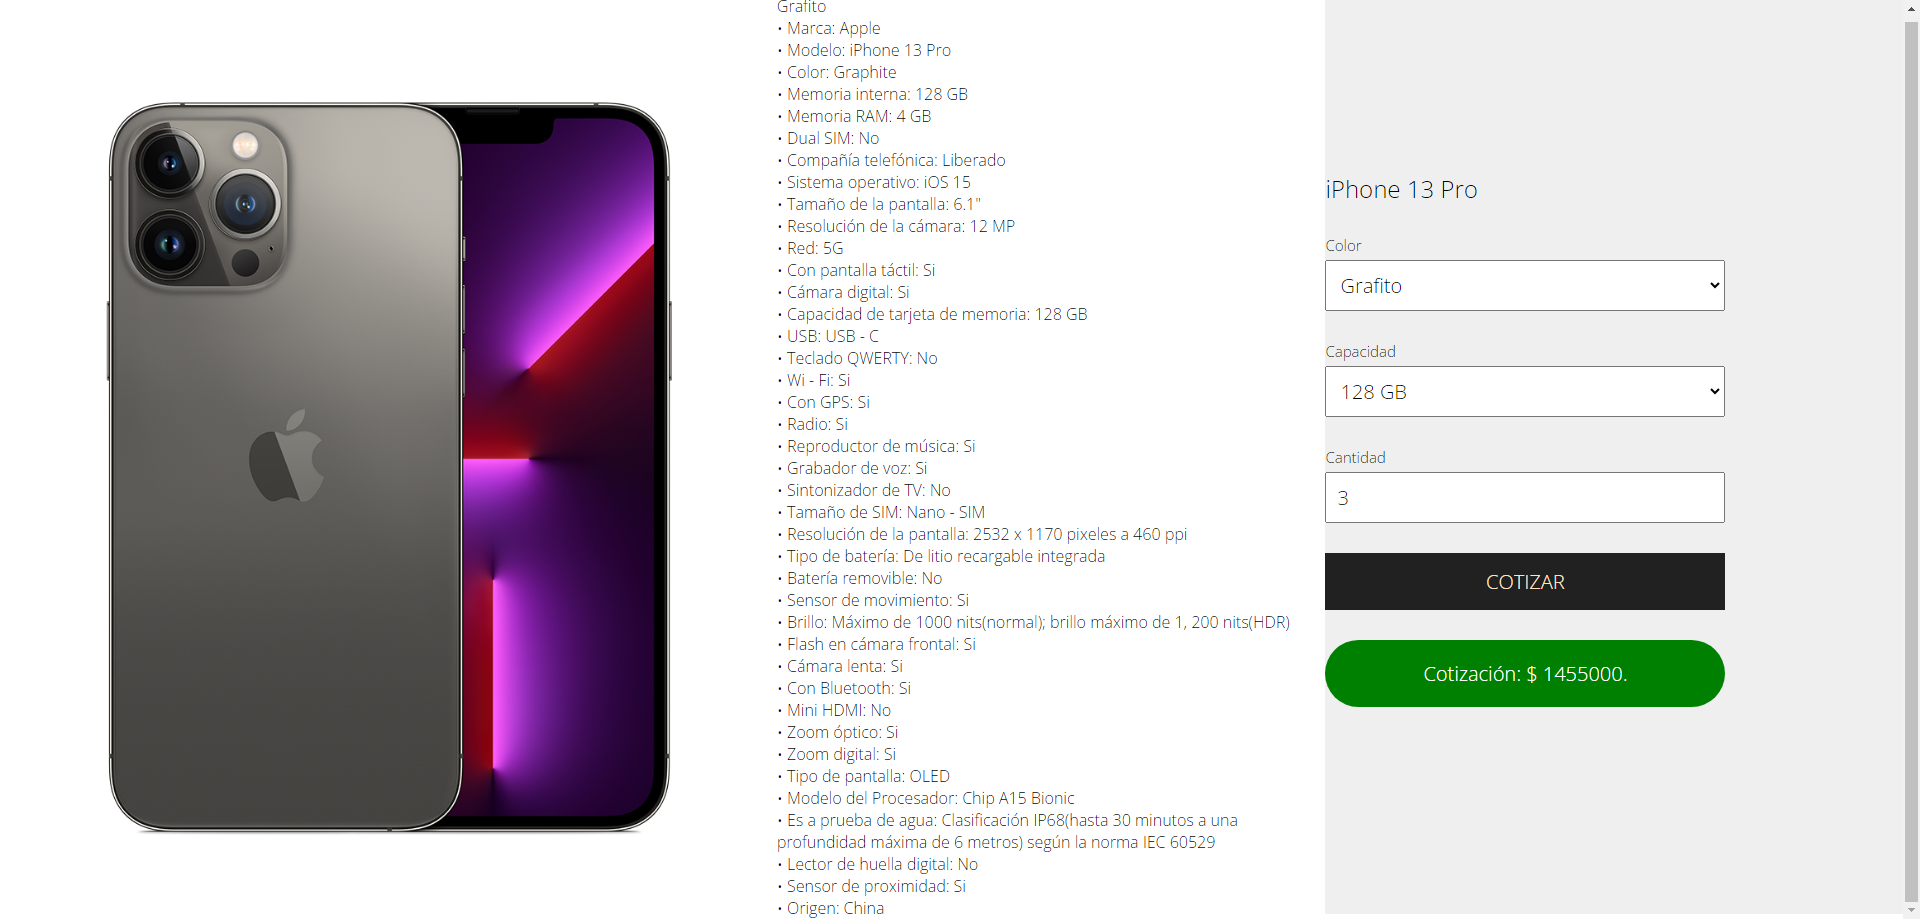 Grafito
• Marca: Apple
• Modelo: iPhone 13 Pro
• Color: Graphite
• Memoria interna: 128 GB
• Memoria RAM: 4 GB
• Dual SIM: No
• Compañía telefónica: Liberado
• Sistema operativo: iOS 15
• Tamaño de la pantalla: 6.1"
• Resolución de la cámara: 12 MP
• Red: 5G
• Con pantalla táctil: Si
• Cámara digital: Si
• Capacidad de tarjeta de memoria: 128 GB
• USB: USB - C
• Teclado QWERTY: No
• Wi - Fi: Si
• Con GPS: Si
• Radio: Si
• Reproductor de música: Si
• Grabador de voz: Si
• Sintonizador de TV: No
• Tamaño de SIM: Nano - SIM
• Resolución de la pantalla: 2532 x 1170 pixeles a 460 ppi
• Tipo de batería: De litio recargable integrada
• Batería removible: No
• Sensor de movimiento: Si
• Brillo: Máximo de 1000 nits(normal); brillo máximo de 1, 200 nits(HDR)
• Flash en cámara frontal: Si
• Cámara lenta: Si
• Con Bluetooth: Si
• Mini HDMI: No
• Zoom óptico: Si
• Zoom digital: Si
• Tipo de pantalla: OLED
• Modelo del Procesador: Chip A15 Bionic
• Es a prueba de agua: Clasificación IP68(hasta 30 minutos a una
profundidad máxima de 6 metros) según la norma IEC 60529
• Lector de huella digital: No
• Sensor de proximidad: Si
• Origen: China
iPhone 13 Pro
Color
Grafito
Capacidad
128 GB
Cantidad
3
COTIZAR
Cotización: $ 1455000.